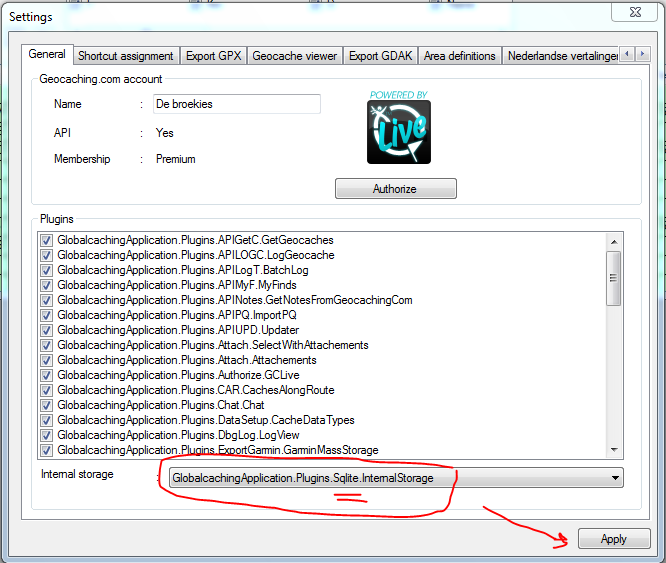 Settings
General
Shortcut assignment
Export GPX
Geocache viewer
Export GDAK
Area definitions
Nederlandse vertalingen
Geocaching.com account
Name : De broekies
API : Yes
Membership : Premium
POWERED BY
Live
Authorize
Plugins
GlobalcachingApplication.Plugins.APIGetC.GetGeocaches
GlobalcachingApplication.Plugins.APILOGC.LogGeocache
GlobalcachingApplication.Plugins.APILogT.BatchLog
GlobalcachingApplication.Plugins.APIMyF.MyFinds
GlobalcachingApplication.Plugins.APINotes.GetNotesFromGeocachingCom
GlobalcachingApplication.Plugins.APIPQ.ImportPQ
GlobalcachingApplication.Plugins.APIUPD.Updater
GlobalcachingApplication.Plugins.Attach.SelectWithAttachements
GlobalcachingApplication.Plugins.Attach.Attachements
GlobalcachingApplication.Plugins.Authorize.GCLive
GlobalcachingApplication.Plugins.CAR.CachesAlongRoute
GlobalcachingApplication.Plugins.Chat.Chat
GlobalcachingApplication.Plugins.DataSetup.CacheDataTypes
GlobalcachingApplication.Plugins.DbgLog.LogView
GlobalcachingApplication.Plugins.ExportGarmin.GarminMassStorage
Internal storage : GlobalcachingApplication.Plugins.Sqlite.InternalStorage
Apply